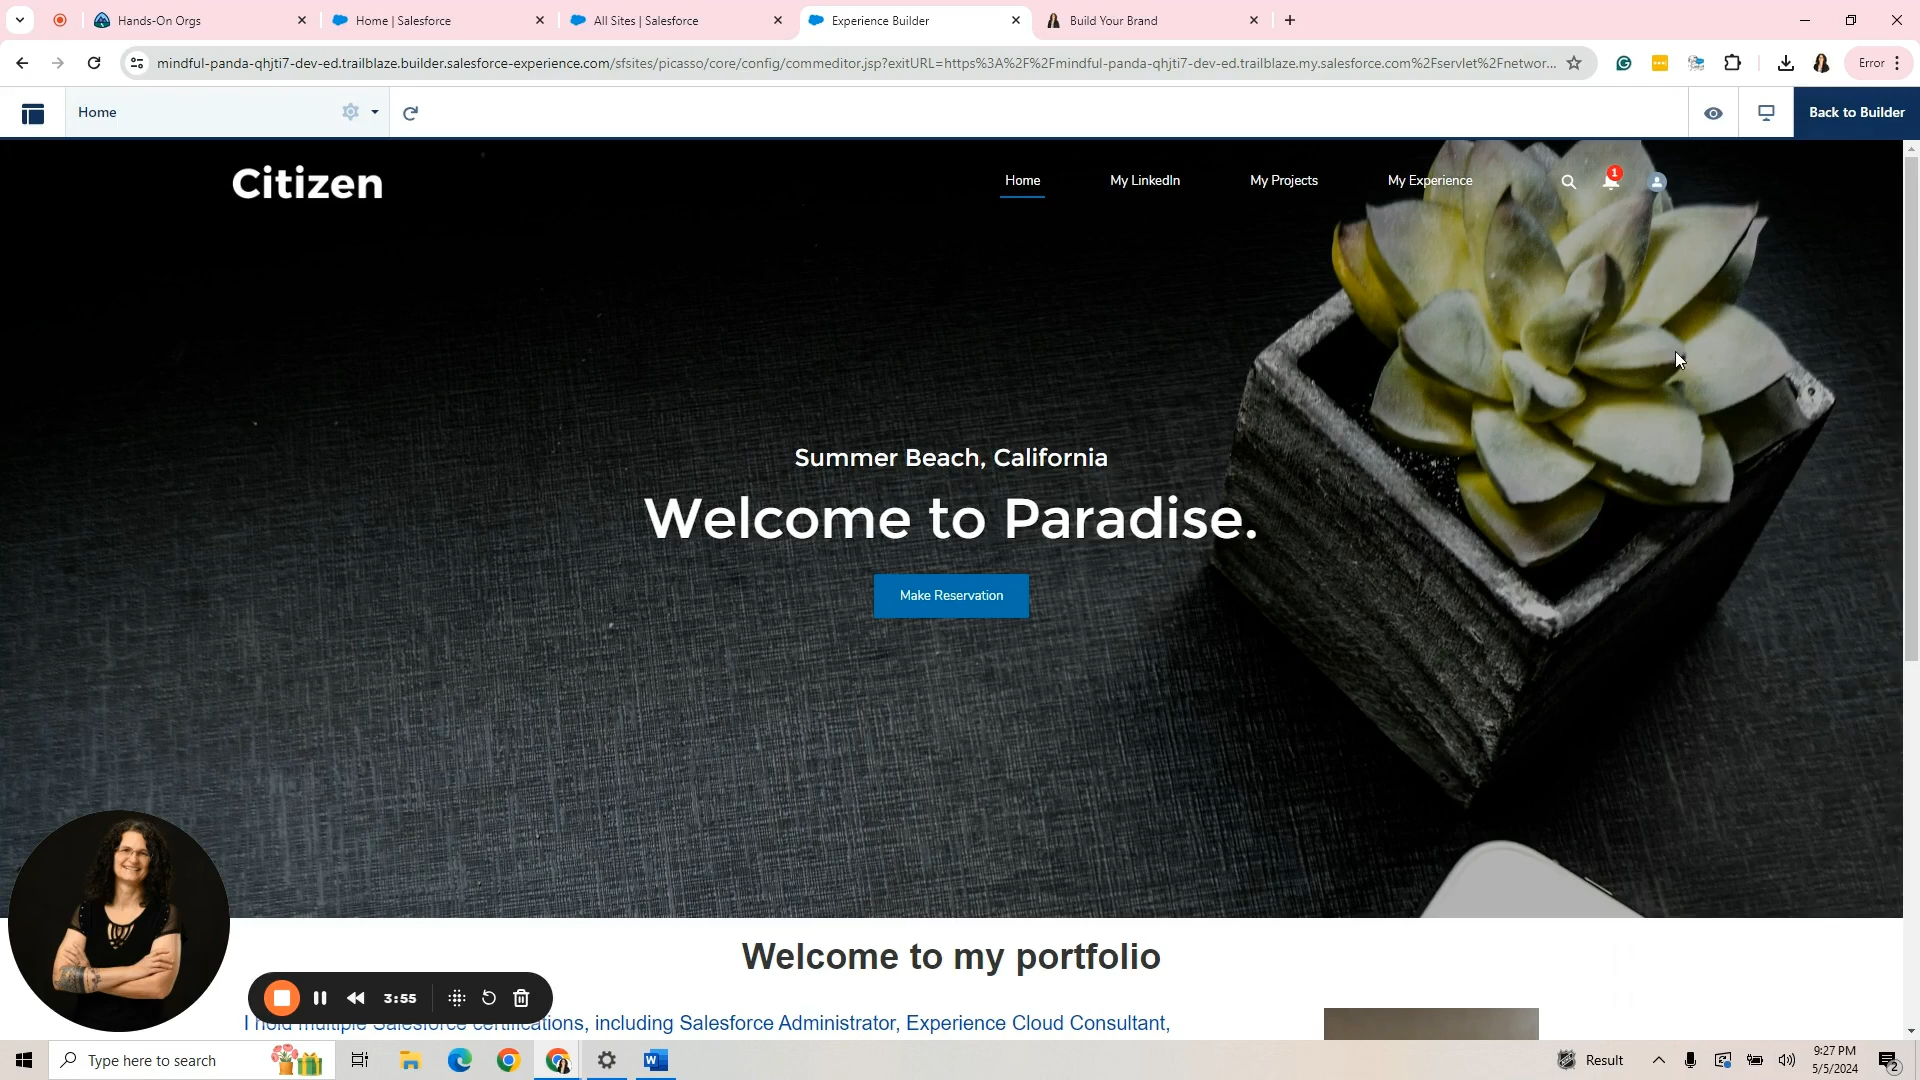 Hands-On Orgs
Home | Salesforce
All Sites | Salesforce
Experience Builder
Build Your Brand
mindful-panda-qhjti7-dev-ed.trailblaze.builder.salesforce-experience.com/sfsites/picasso/core/config/commeditor.jsp?exitURL=https%3A%2F%2Fmindful-panda-qhjti7-dev-ed.trailblaze.my.salesforce.com%2Fservlet%2Fnetwor...
Error
Home
Back to Builder
Citizen
Home
My LinkedIn
My Projects
My Experience
1
Summer Beach, California
Welcome to Paradise.
Make Reservation
Welcome to my portfolio
3:55
I hold multiple Salesforce certifications, including Salesforce Administrator, Experience Cloud Consultant,
Type here to search
Result
9:27 PM
5/5/2024
2